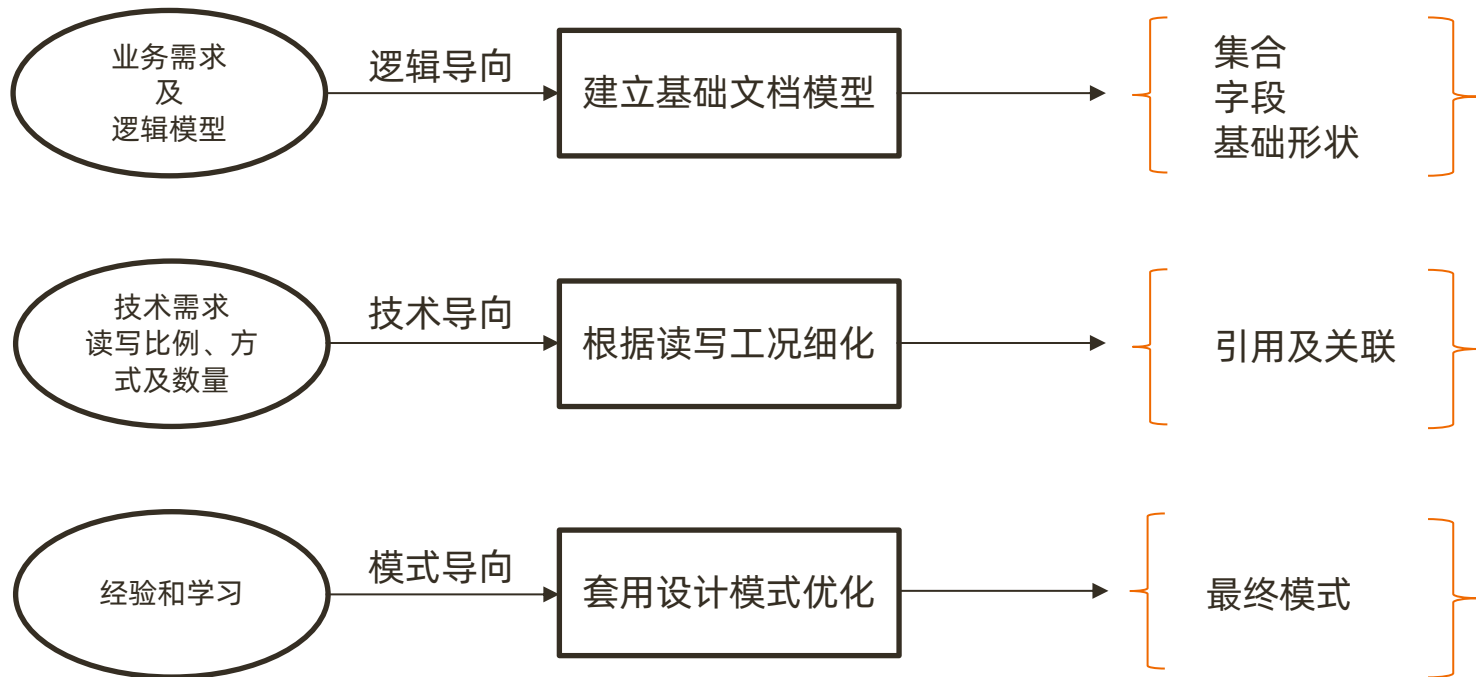 业务需求
及
逻辑模型
逻辑导向
建立基础文档模型
集合
字段
基础形状
技术需求
读写比例、方
式及数量
技术导向
根据读写工况细化
引用及关联
经验和学习
模式导向
套用设计模式优化
最终模式